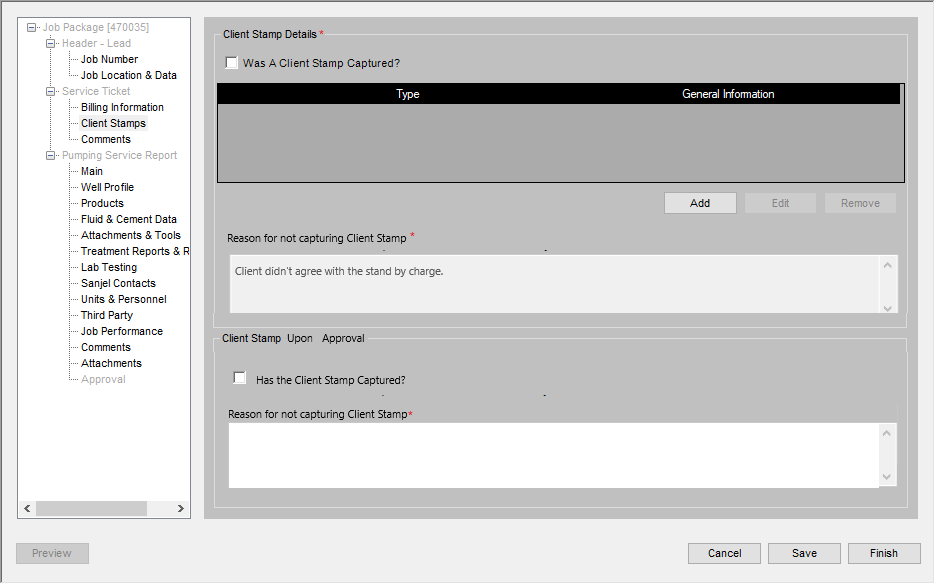 Job Package [470035]
Header - Lead
Job Number
Job Location & Data
Service Ticket
Billing Information
Client Stamps
Comments
Pumping Service Report
Main
Well Profile
Products
Fluid & Cement Data
Attachments & Tools
Treatment Reports & R
Lab Testing
Sanjel Contacts
Units & Personnel
Third Party
Job Performance
Comments
Attachments
Approval
Client Stamp Details *
Was A Client Stamp Captured?
Type General Information
Add Edit Remove
Reason for not capturing Client Stamp *
Client didn't agree with the stand by charge.
Client Stamp Upon Approval
Has the Client Stamp Captured?
Reason for not capturing Client Stamp*
Preview Cancel Save Finish